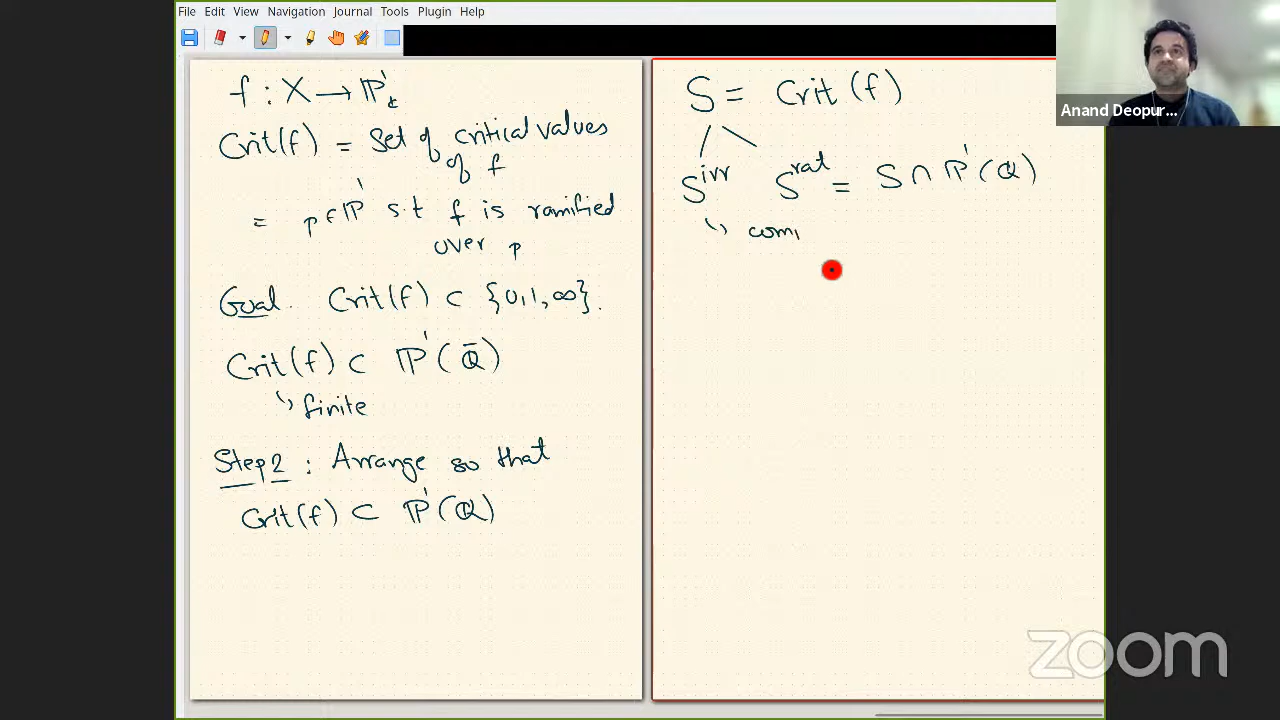 File Edit View Navigation Journal Tools Plugin Help
f : X → ℙ¹_k
Crit(f) = Set of critical values
of f
= p ∈ ℙ¹ s.t f is ramified
over p
Goal. Crit(f) ⊂ {0,1,∞}.
Crit(f) ⊂ ℙ¹(ℚ̄)
↳ finite
Step 2 : Arrange so that
Crit(f) ⊂ ℙ¹(ℚ)
S = Crit (f)
S^irr S^rat = S ∩ ℙ¹(ℚ)
↳ com
Anand Deopur...
zoom